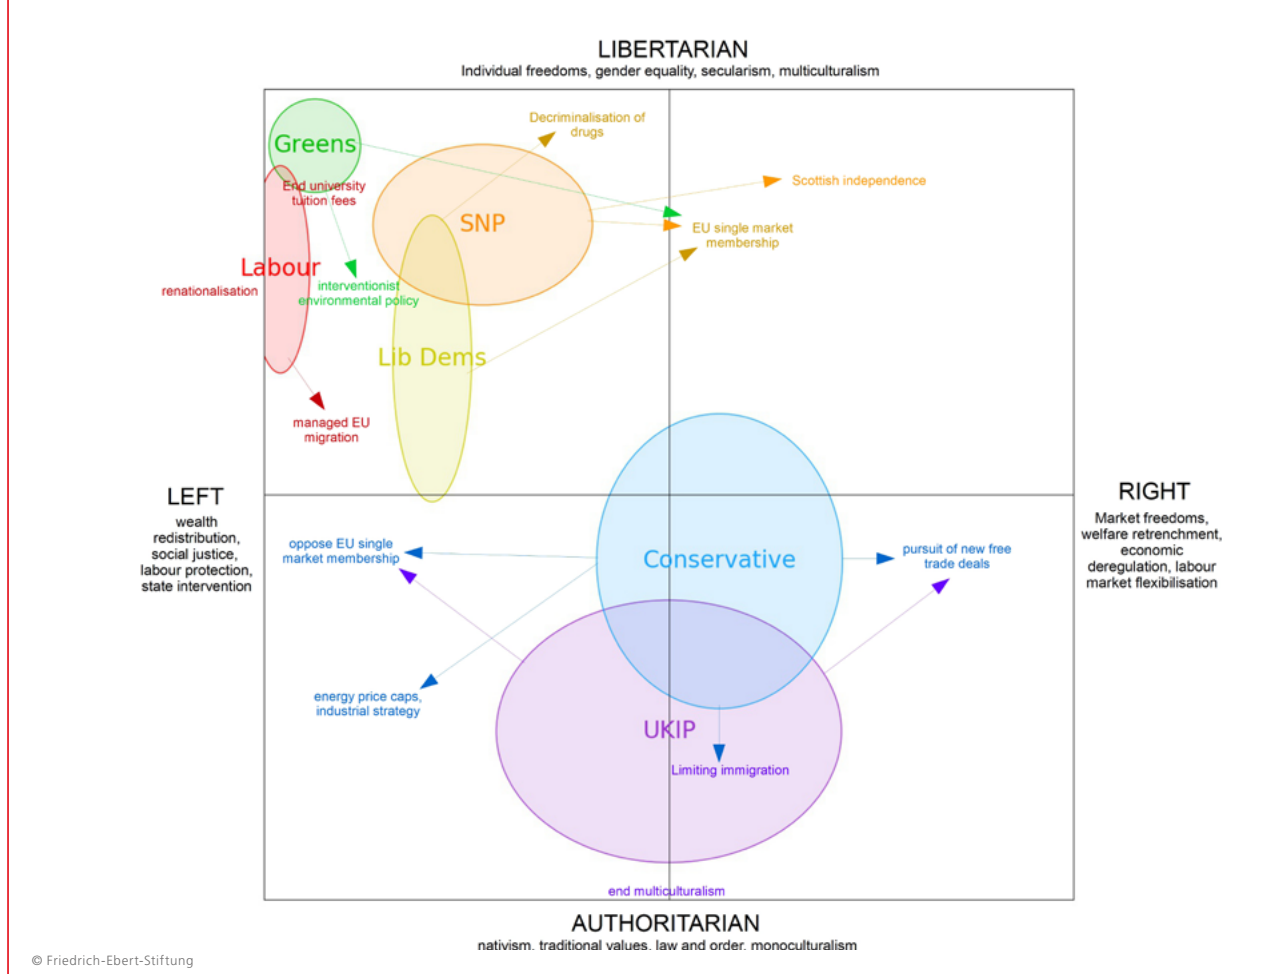 LIBERTARIAN
Individual freedoms, gender equality, secularism, multiculturalism
Decriminalisation of
drugs
Greens
End university
tuition fees
Scottish independence
SNP
EU single market
membership
Labour
renationalisation
interventionist
environmental policy
Lib Dems
managed EU
migration
LEFT
wealth
redistribution,
social justice,
labour protection,
state intervention
RIGHT
Market freedoms,
welfare retrenchment,
economic
deregulation, labour
market flexibilisation
oppose EU single
market membership
Conservative
pursuit of new free
trade deals
energy price caps,
industrial strategy
UKIP
Limiting immigration
end multiculturalism
AUTHORITARIAN
nativism, traditional values, law and order, monoculturalism
© Friedrich-Ebert-Stiftung